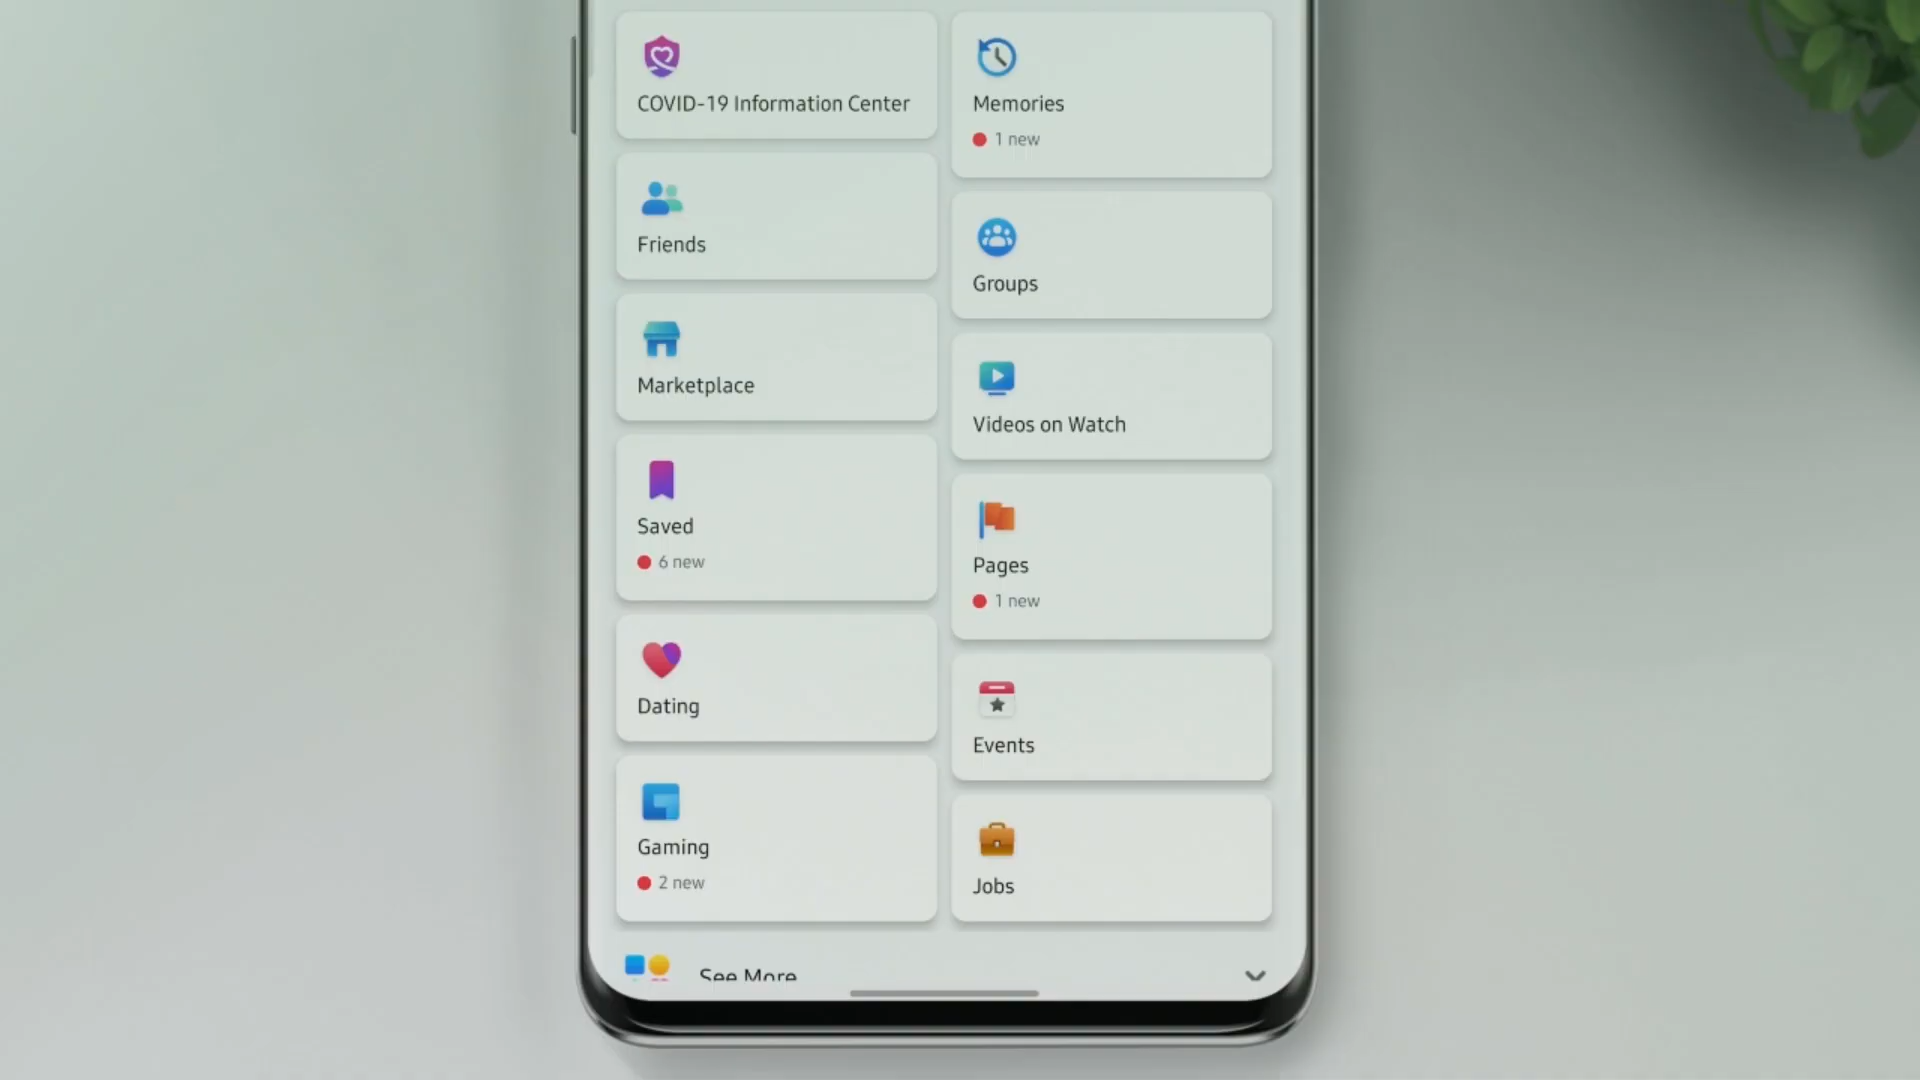 COVID-19 Information Center
Memories
1 new
Friends
Groups
Marketplace
Videos on Watch
Saved
6 new
Pages
1 new
Dating
Events
Gaming
2 new
Jobs
See More